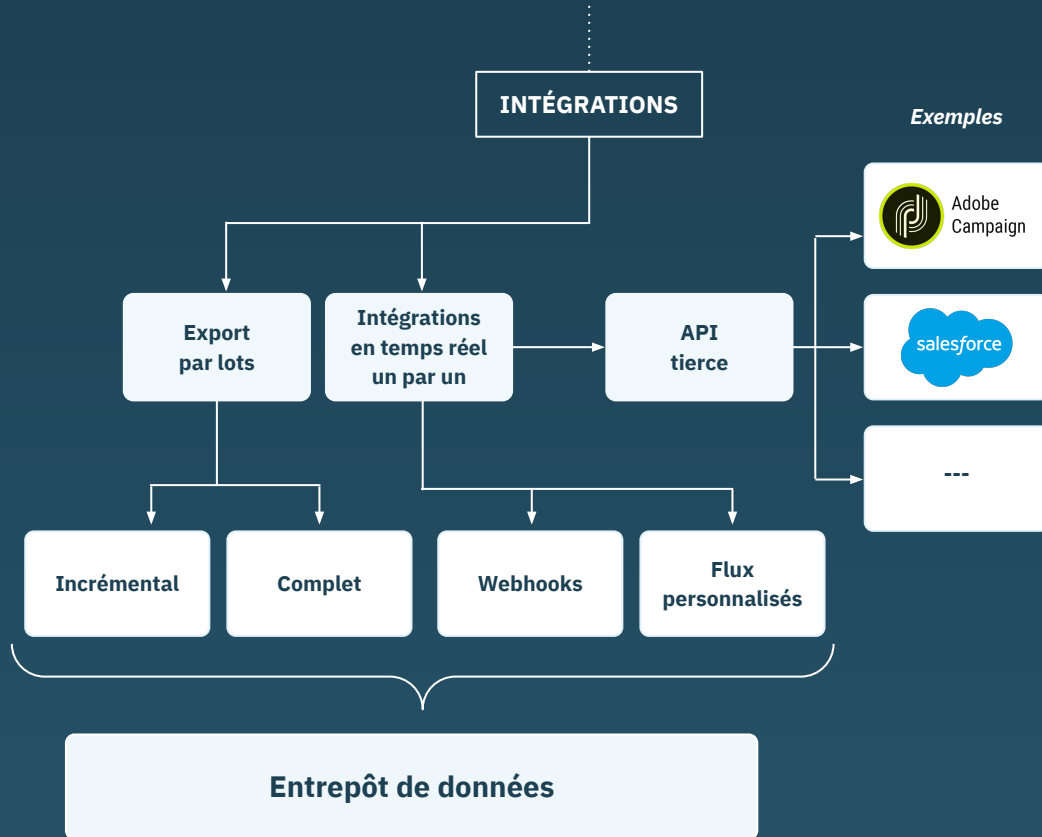 INTÉGRATIONS
Exemples
Adobe
Campaign
Export
par lots
Intégrations
en temps réel
un par un
API
tierce
salesforce
---
Incrémental
Complet
Webhooks
Flux
personnalisés
Entrepôt de données